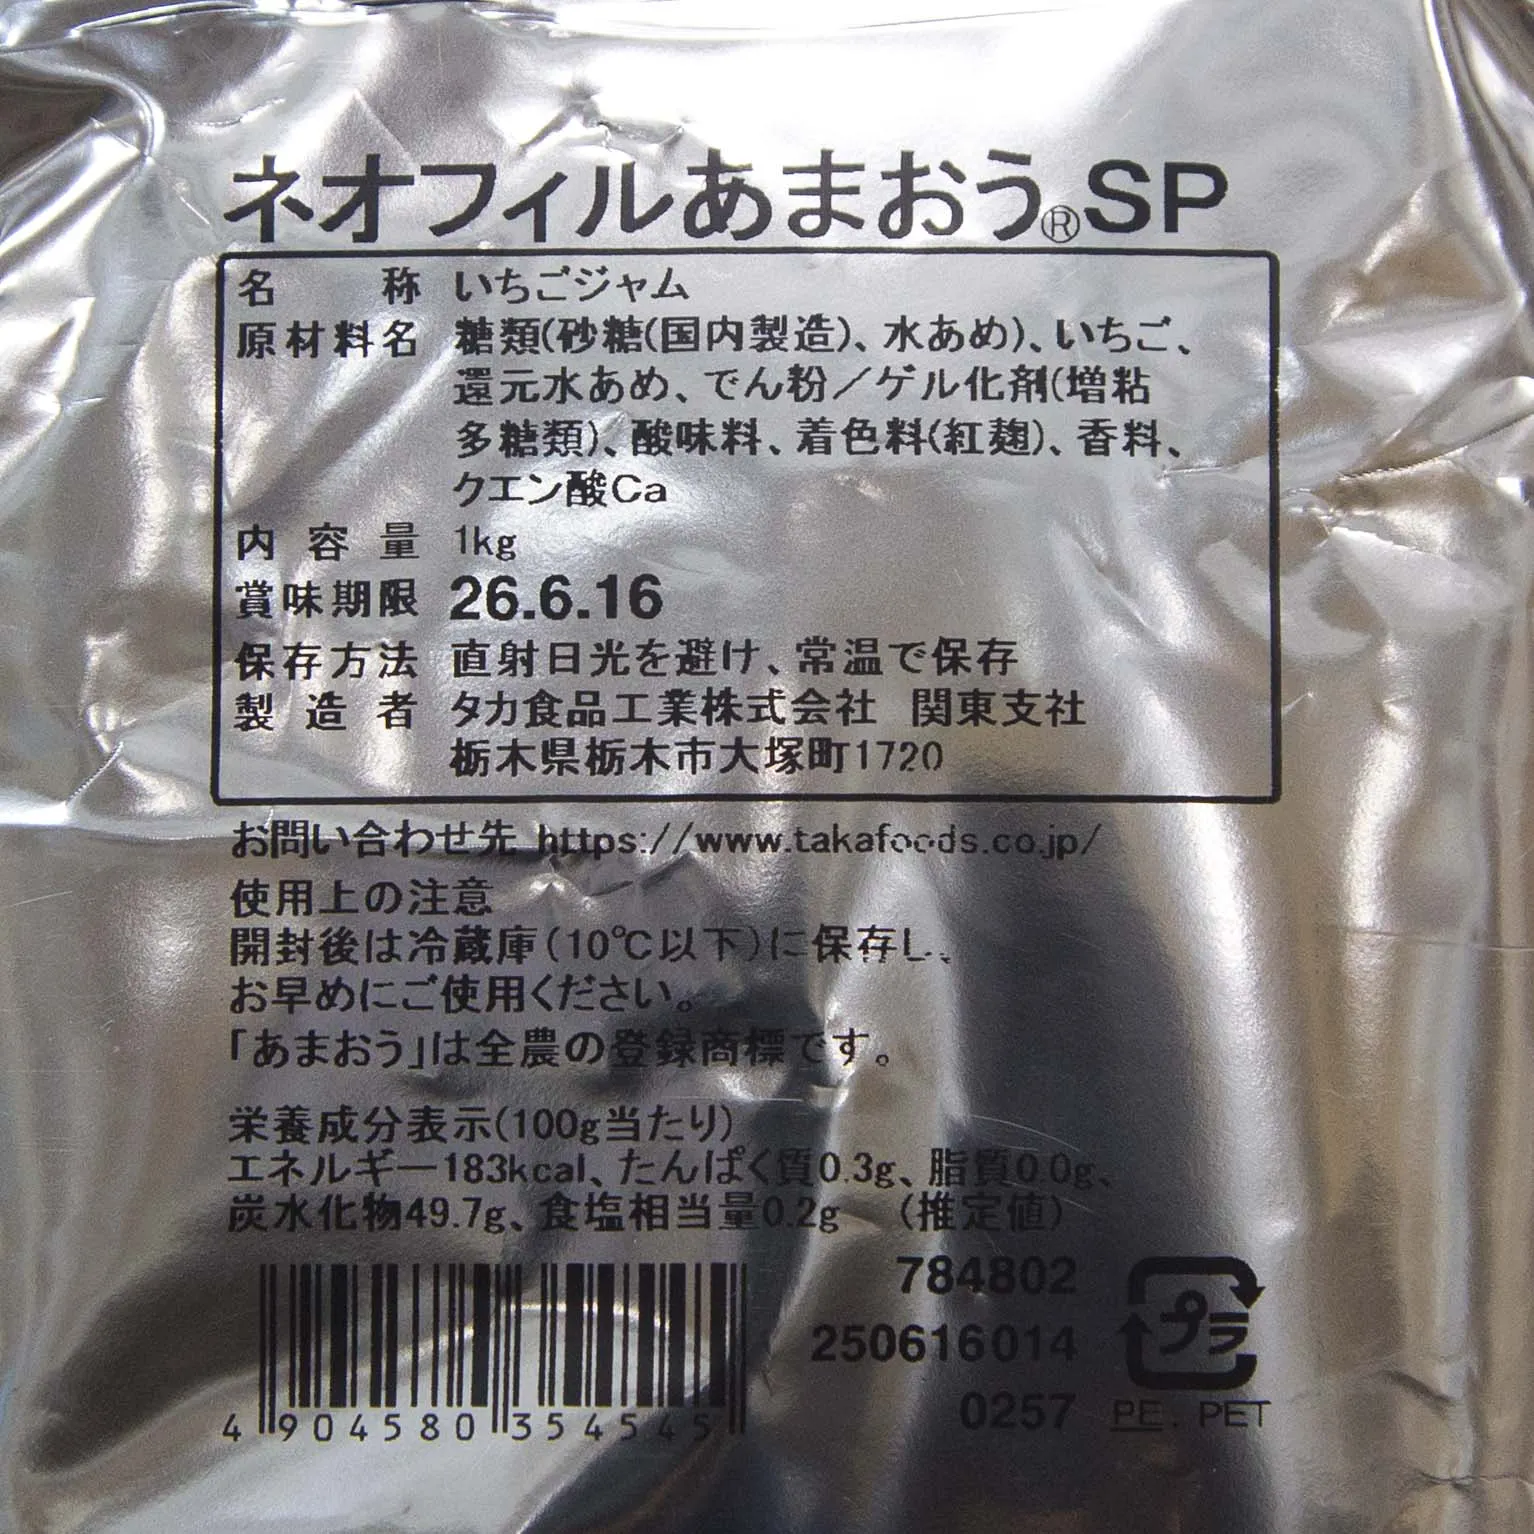 ネオフィルあまおう®SP
名称 いちごジャム
原材料名 糖類(砂糖(国内製造)、水あめ)、いちご、
還元水あめ、でん粉／ゲル化剤(増粘
多糖類)、酸味料、着色料(紅麹)、香料、
クエン酸Ca
内容量 1kg
賞味期限 26.6.16
保存方法 直射日光を避け、常温で保存
製造者 タカ食品工業株式会社 関東支社
栃木県栃木市大塚町1720
お問い合わせ先 https://www.takafoods.co.jp/
使用上の注意
開封後は冷蔵庫(10℃以下)に保存し、
お早めにご使用ください。
「あまおう」は全農の登録商標です。
栄養成分表示(100g当たり)
エネルギー183kcal、たんぱく質0.3g、脂質0.0g、
炭水化物49.7g、食塩相当量0.2g (推定値)
784802
250616014
0257
4904580354545
プラ
PE、PET